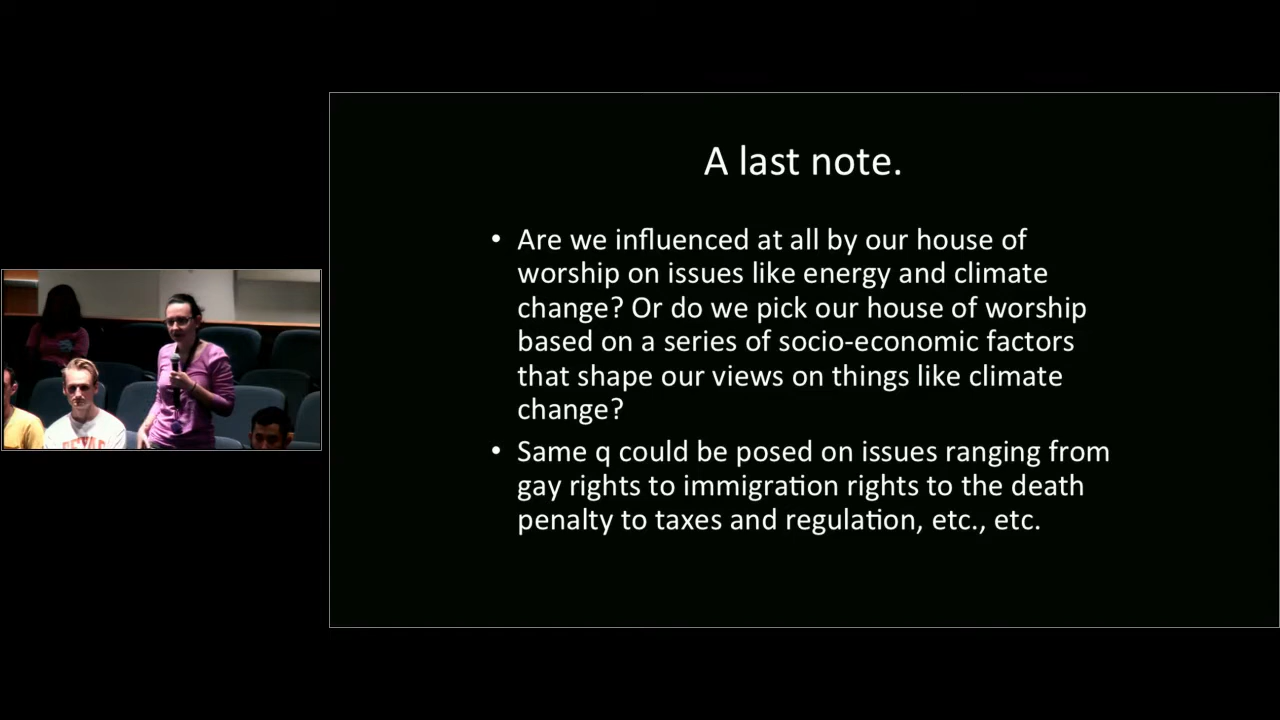 A last note.
• Are we influenced at all by our house of
worship on issues like energy and climate
change? Or do we pick our house of worship
based on a series of socio-economic factors
that shape our views on things like climate
change?
• Same q could be posed on issues ranging from
gay rights to immigration rights to the death
penalty to taxes and regulation, etc., etc.